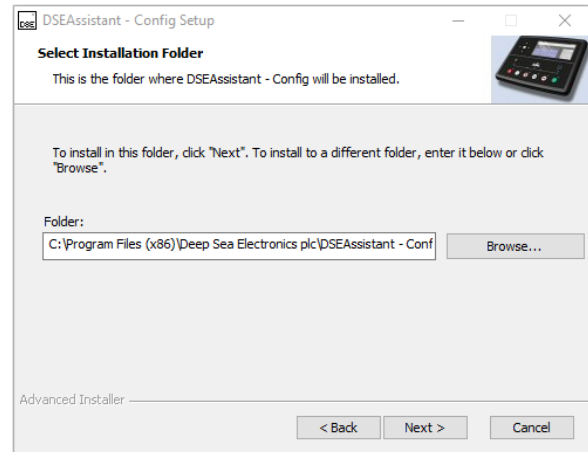 DSE DSEAssistant - Config Setup
Select Installation Folder
This is the folder where DSEAssistant - Config will be installed.
To install in this folder, click "Next". To install to a different folder, enter it below or click
"Browse".
Folder:
C:\Program Files (x86)\Deep Sea Electronics plc\DSEAssistant - Conf
Browse...
Advanced Installer
< Back
Next >
Cancel